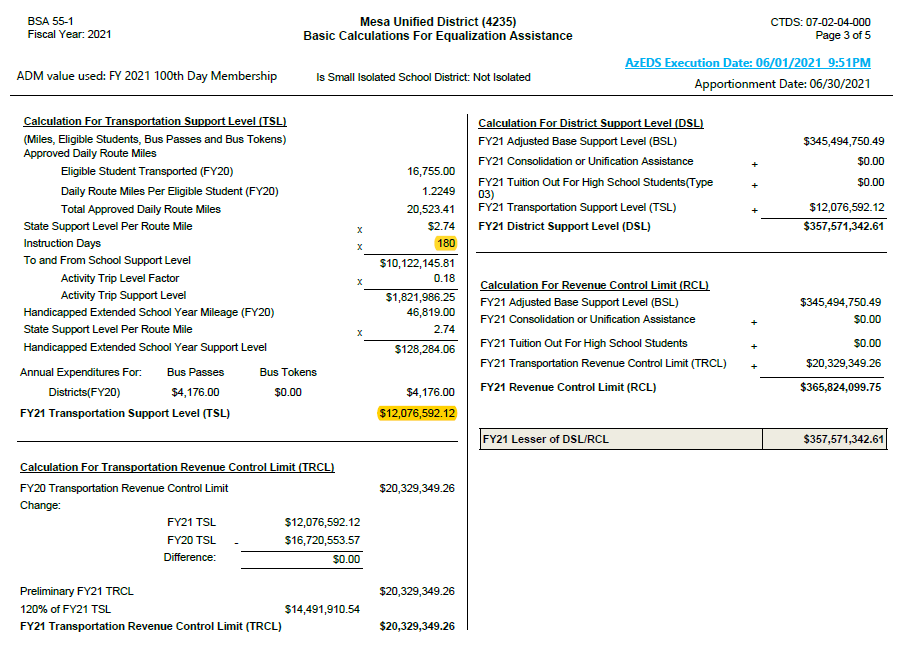 BSA 55-1
Fiscal Year: 2021
Mesa Unified District (4235)
Basic Calculations For Equalization Assistance
CTDS: 07-02-04-000
Page 3 of 5
AzEDS Execution Date: 06/01/2021 9:51PM
ADM value used: FY 2021 100th Day Membership
Is Small Isolated School District: Not Isolated
Apportionment Date: 06/30/2021
Calculation For Transportation Support Level (TSL)
(Miles, Eligible Students, Bus Passes and Bus Tokens)
Approved Daily Route Miles
Eligible Student Transported (FY20) 16,755.00
Daily Route Miles Per Eligible Student (FY20) 1.2249
Total Approved Daily Route Miles 20,523.41
State Support Level Per Route Mile x $2.74
Instruction Days x 180
To and From School Support Level $10,122,145.81
Activity Trip Level Factor x 0.18
Activity Trip Support Level $1,821,986.25
Handicapped Extended School Year Mileage (FY20) 46,819.00
State Support Level Per Route Mile x 2.74
Handicapped Extended School Year Support Level $128,284.06
Annual Expenditures For: Bus Passes Bus Tokens
Districts(FY20) $4,176.00 $0.00 $4,176.00
FY21 Transportation Support Level (TSL) $12,076,592.12
Calculation For Transportation Revenue Control Limit (TRCL)
FY20 Transportation Revenue Control Limit $20,329,349.26
Change:
FY21 TSL $12,076,592.12
FY20 TSL - $16,720,553.57
Difference: $0.00
Preliminary FY21 TRCL $20,329,349.26
120% of FY21 TSL $14,491,910.54
FY21 Transportation Revenue Control Limit (TRCL) $20,329,349.26
Calculation For District Support Level (DSL)
FY21 Adjusted Base Support Level (BSL) $345,494,750.49
FY21 Consolidation or Unification Assistance + $0.00
FY21 Tuition Out For High School Students(Type + $0.00
03)
FY21 Transportation Support Level (TSL) + $12,076,592.12
FY21 District Support Level (DSL) $357,571,342.61
Calculation For Revenue Control Limit (RCL)
FY21 Adjusted Base Support Level (BSL) $345,494,750.49
FY21 Consolidation or Unification Assistance + $0.00
FY21 Tuition Out For High School Students + $0.00
FY21 Transportation Revenue Control Limit (TRCL) + $20,329,349.26
FY21 Revenue Control Limit (RCL) $365,824,099.75
FY21 Lesser of DSL/RCL $357,571,342.61